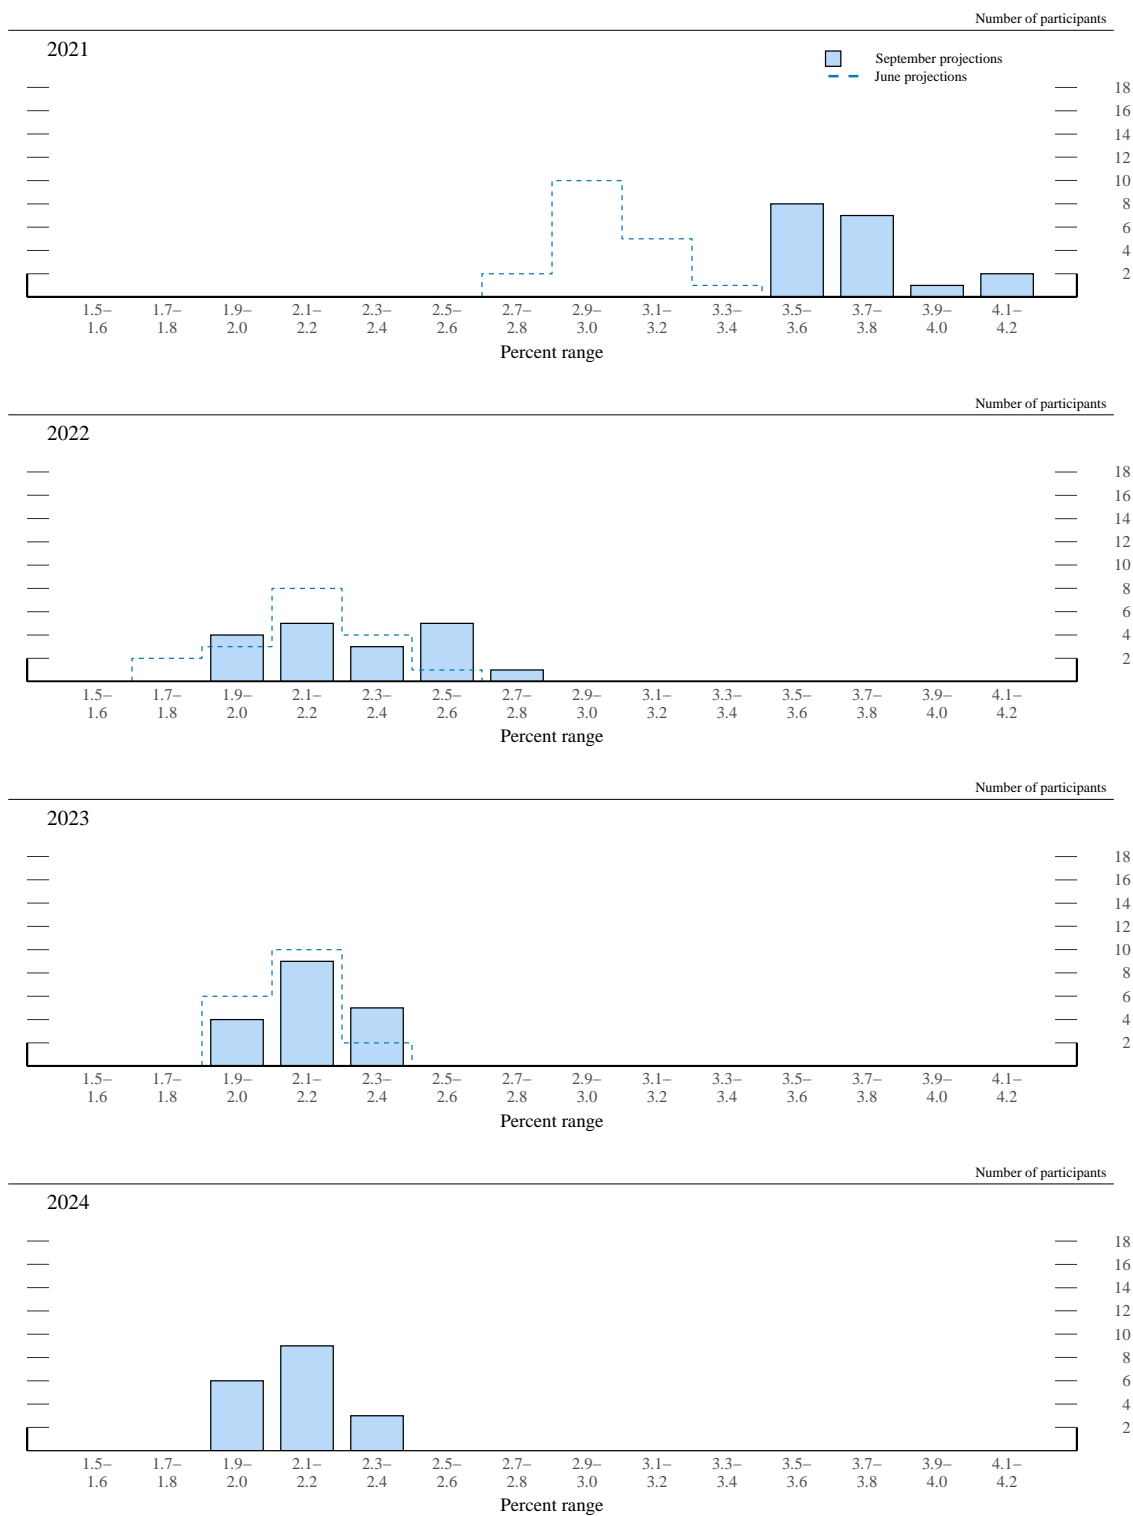 Number of participants
2021
September projections
June projections
18
16
14
12
10
8
6
4
2
1.5– 1.7– 1.9– 2.1– 2.3– 2.5– 2.7– 2.9– 3.1– 3.3– 3.5– 3.7– 3.9– 4.1–
1.6 1.8 2.0 2.2 2.4 2.6 2.8 3.0 3.2 3.4 3.6 3.8 4.0 4.2
Percent range
Number of participants
2022
18
16
14
12
10
8
6
4
2
1.5– 1.7– 1.9– 2.1– 2.3– 2.5– 2.7– 2.9– 3.1– 3.3– 3.5– 3.7– 3.9– 4.1–
1.6 1.8 2.0 2.2 2.4 2.6 2.8 3.0 3.2 3.4 3.6 3.8 4.0 4.2
Percent range
Number of participants
2023
18
16
14
12
10
8
6
4
2
1.5– 1.7– 1.9– 2.1– 2.3– 2.5– 2.7– 2.9– 3.1– 3.3– 3.5– 3.7– 3.9– 4.1–
1.6 1.8 2.0 2.2 2.4 2.6 2.8 3.0 3.2 3.4 3.6 3.8 4.0 4.2
Percent range
Number of participants
2024
18
16
14
12
10
8
6
4
2
1.5– 1.7– 1.9– 2.1– 2.3– 2.5– 2.7– 2.9– 3.1– 3.3– 3.5– 3.7– 3.9– 4.1–
1.6 1.8 2.0 2.2 2.4 2.6 2.8 3.0 3.2 3.4 3.6 3.8 4.0 4.2
Percent range